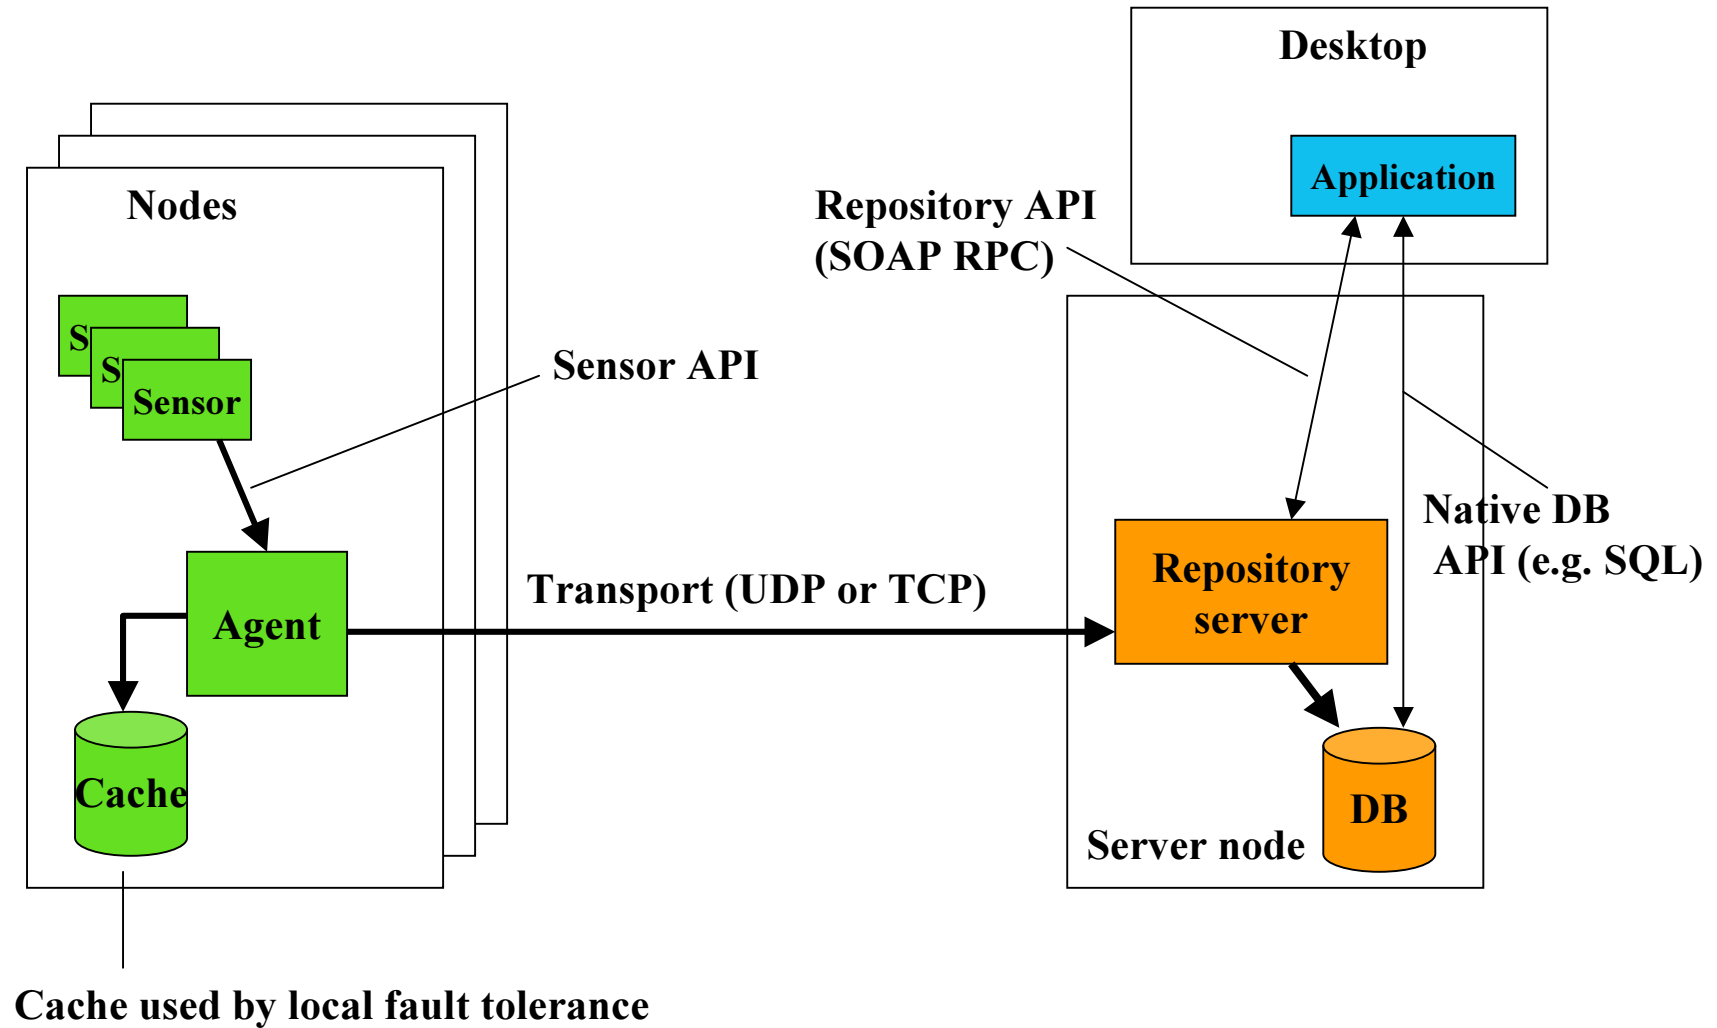 Desktop
Application
Nodes
Repository API
(SOAP RPC)
S
S
Sensor
Sensor API
Native DB
API (e.g. SQL)
Repository
server
Transport (UDP or TCP)
Agent
Cache
DB
Server node
Cache used by local fault tolerance